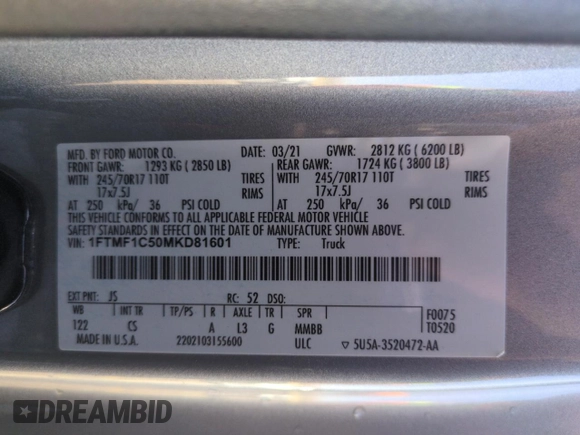 MFD. BY FORD MOTOR CO. DATE: 03/21 GVWR: 2812 KG ( 6200 LB)
FRONT GAWR: 1293 KG ( 2850 LB) REAR GAWR: 1724 KG ( 3800 LB)
WITH 245/70R17 110T TIRES WITH 245/70R17 110T TIRES
17x7.5J RIMS 17x7.5J RIMS
AT 250 kPa/ 36 PSI COLD AT 250 kPa/ 36 PSI COLD
THIS VEHICLE CONFORMS TO ALL APPLICABLE FEDERAL MOTOR VEHICLE
SAFETY STANDARDS IN EFFECT ON THE DATE OF MANUFACTURE SHOWN ABOVE.
VIN: 1FTMF1C50MKD81601 TYPE: Truck
EXT PNT: JS RC: 52 DSO:
WB INT TR TP/PS R AXLE TR SPR F0075
122 CS A L3 G MMBB T0520
MADE IN U.S.A. 2202103155600 ULC ▽ 5U5A-3520472-AA
DREAMBID